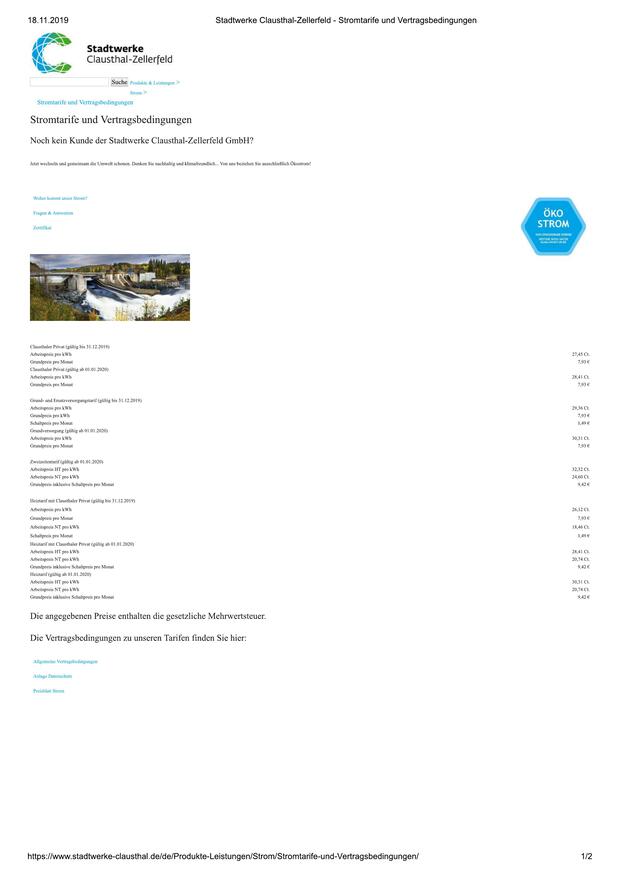 18.11.2019 Stadtwerke Clausthal-Zellerfeld - Stromtarife und Vertragsbedingungen
Stadtwerke
Clausthal-Zellerfeld
Suche Produkte & Leistungen >
Strom >
Stromtarife und Vertragsbedingungen
Stromtarife und Vertragsbedingungen
Noch kein Kunde der Stadtwerke Clausthal-Zellerfeld GmbH?
Jetzt wechseln und gemeinsam die Umwelt schonen. Denken Sie nachhaltig und klimafreundlich... Von uns beziehen Sie ausschließlich Ökostrom!
Woher kommt unser Strom?
Fragen & Antworten
Zertifikat
ÖKO
STROM
Clausthaler Privat (gültig bis 31.12.2019)
Arbeitspreis pro kWh 27,45 Ct.
Grundpreis pro Monat 7,93 €
Clausthaler Privat (gültig ab 01.01.2020)
Arbeitspreis pro kWh 28,41 Ct.
Grundpreis pro Monat 7,93 €
Grund- und Ersatzversorgungstarif (gültig bis 31.12.2019)
Arbeitspreis pro kWh 29,36 Ct.
Grundpreis pro kWh 7,93 €
Schaltpreis pro Monat 1,49 €
Grundversorgung (gültig ab 01.01.2020)
Arbeitspreis pro kWh 30,31 Ct.
Grundpreis pro Monat 7,93 €
Zweizeitentarif (gültig ab 01.01.2020)
Arbeitspreis HT pro kWh 32,32 Ct.
Arbeitspreis NT pro kWh 24,60 Ct.
Grundpreis inklusive Schaltpreis pro Monat 9,42 €
Heiztarif mit Clausthaler Privat (gültig bis 31.12.2019)
Arbeitspreis pro kWh 26,12 Ct.
Grundpreis pro Monat 7,93 €
Arbeitspreis NT pro kWh 18,46 Ct.
Schaltpreis pro Monat 1,49 €
Heiztarif mit Clausthaler Privat (gültig ab 01.01.2020)
Arbeitspreis HT pro kWh 28,41 Ct.
Arbeitspreis NT pro kWh 20,74 Ct.
Grundpreis inklusive Schaltpreis pro Monat 9,42 €
Heiztarif (gültig ab 01.01.2020)
Arbeitspreis HT pro kWh 30,31 Ct.
Arbeitspreis NT pro kWh 20,74 Ct.
Grundpreis inklusive Schaltpreis pro Monat 9,42 €
Die angegebenen Preise enthalten die gesetzliche Mehrwertsteuer.
Die Vertragsbedingungen zu unseren Tarifen finden Sie hier:
Allgemeine Vertragsbedingungen
Anlage Datenschutz
Preisblatt Strom
https://www.stadtwerke-clausthal.de/de/Produkte-Leistungen/Strom/Stromtarife-und-Vertragsbedingungen/ 1/2